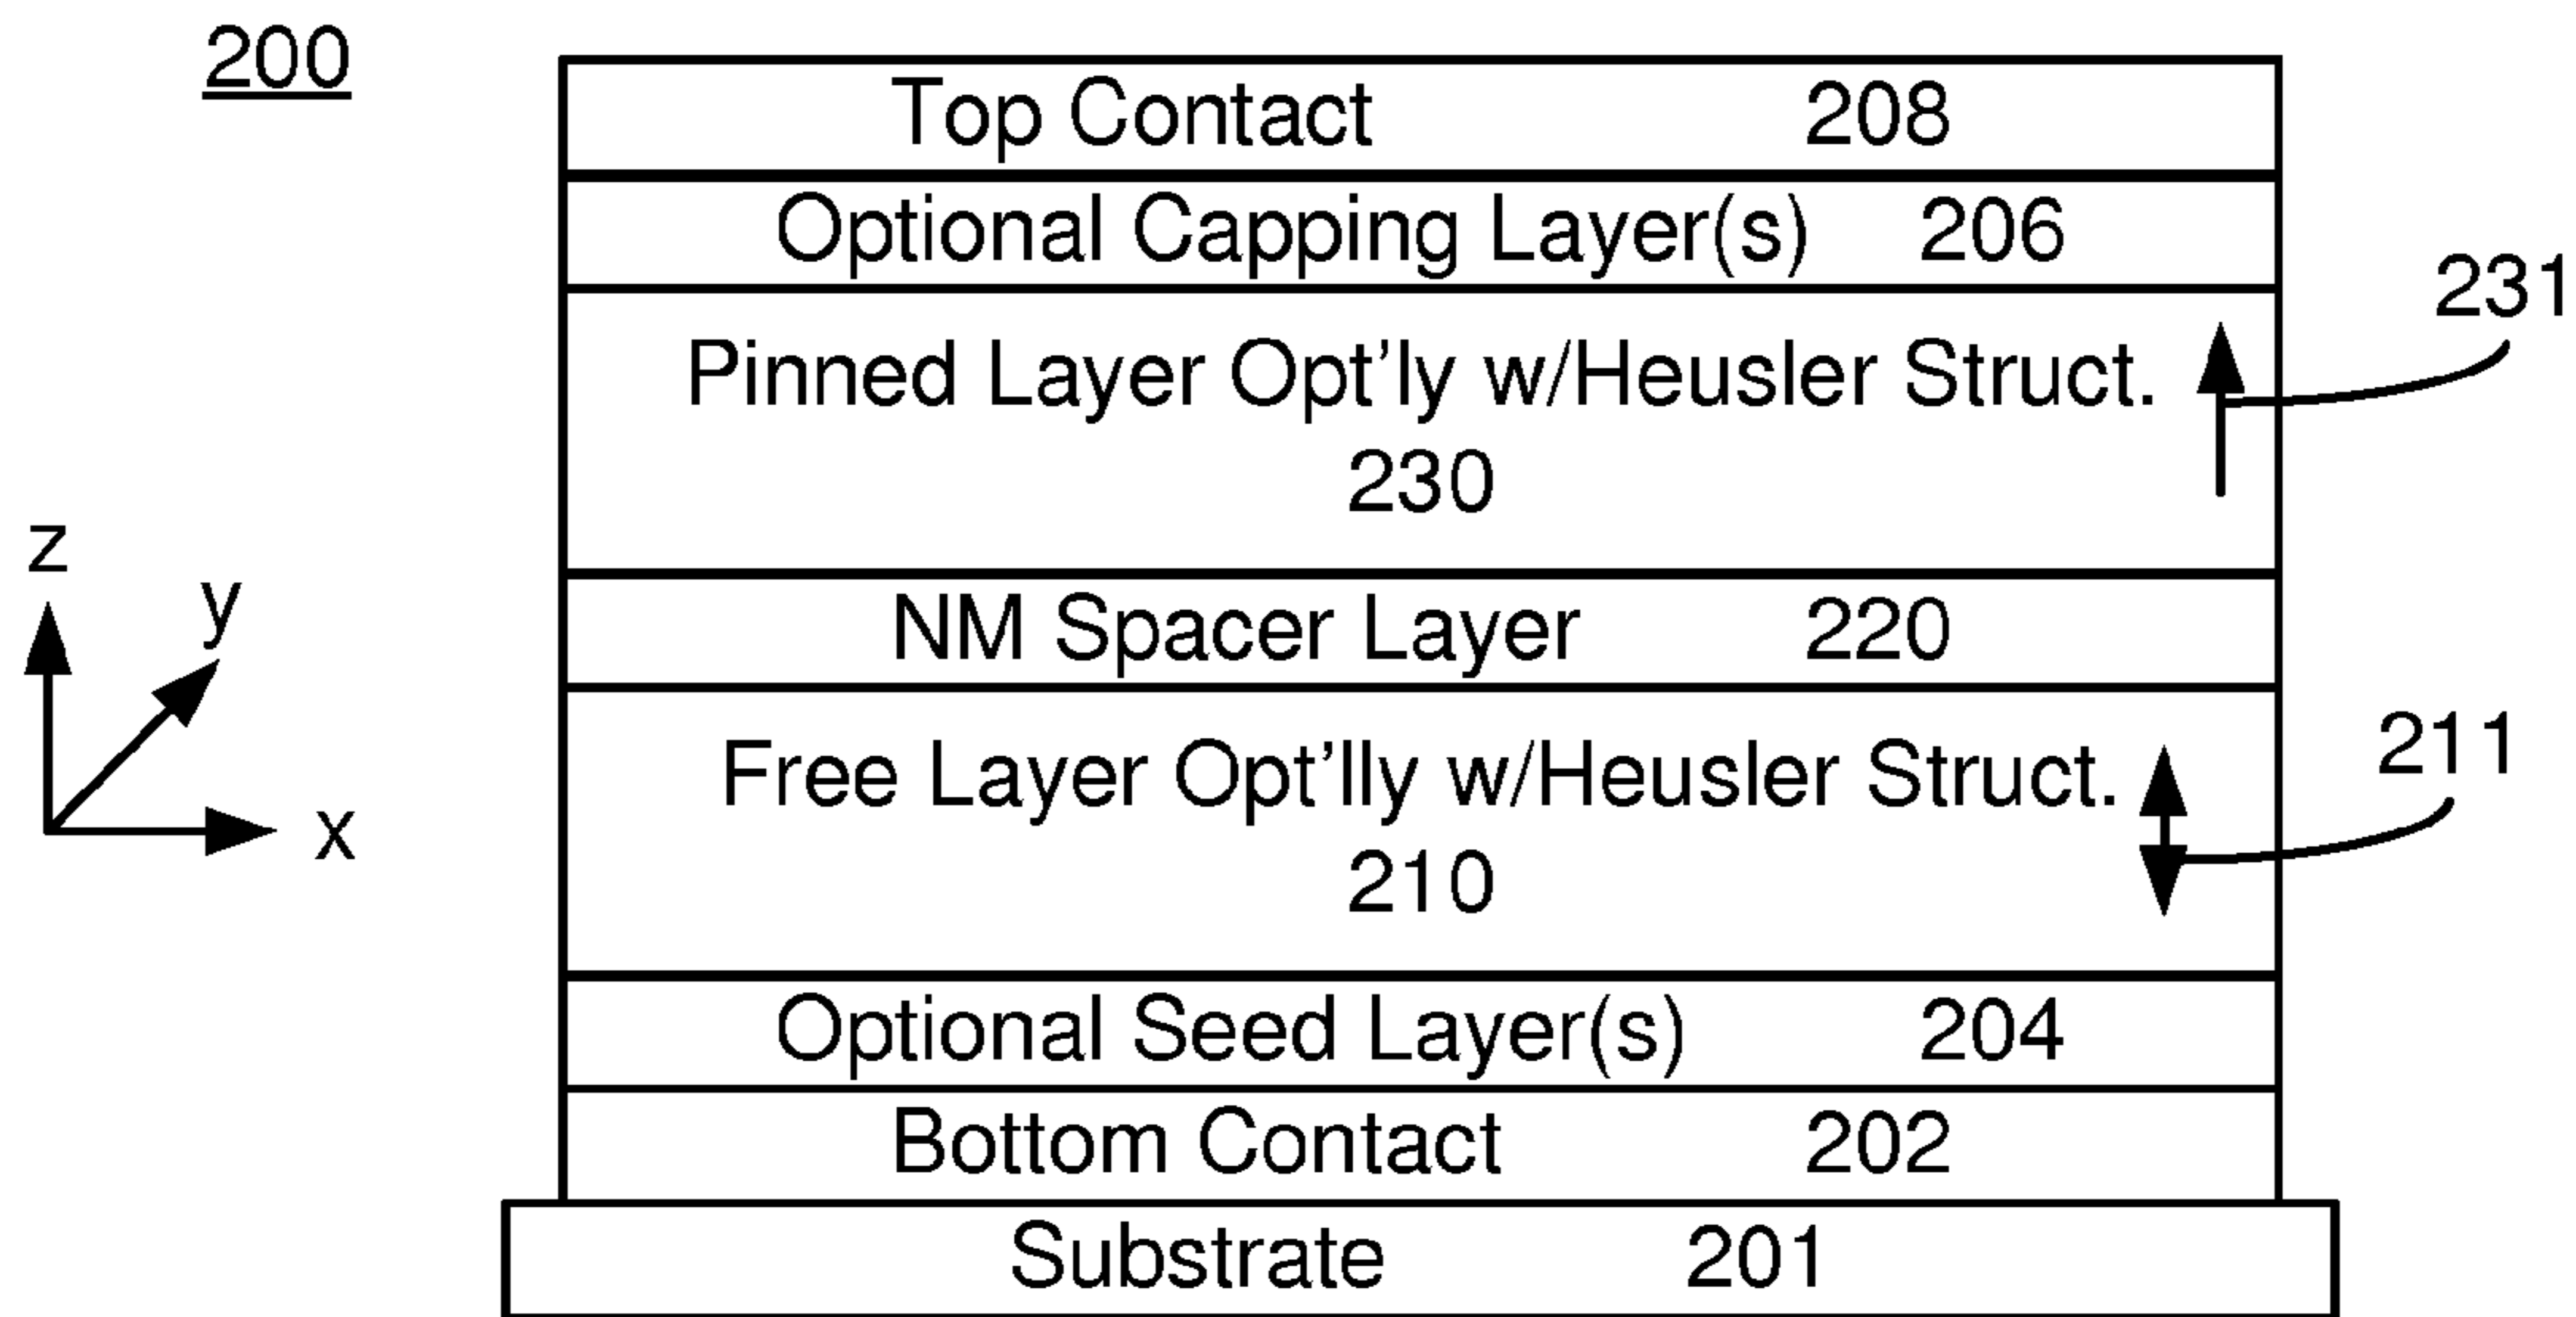 200
Top Contact 208
Optional Capping Layer(s) 206
231
Pinned Layer Opt'ly w/Heusler Struct.
230
z
y
x
NM Spacer Layer 220
211
Free Layer Opt'lly w/Heusler Struct.
210
Optional Seed Layer(s) 204
Bottom Contact 202
Substrate 201